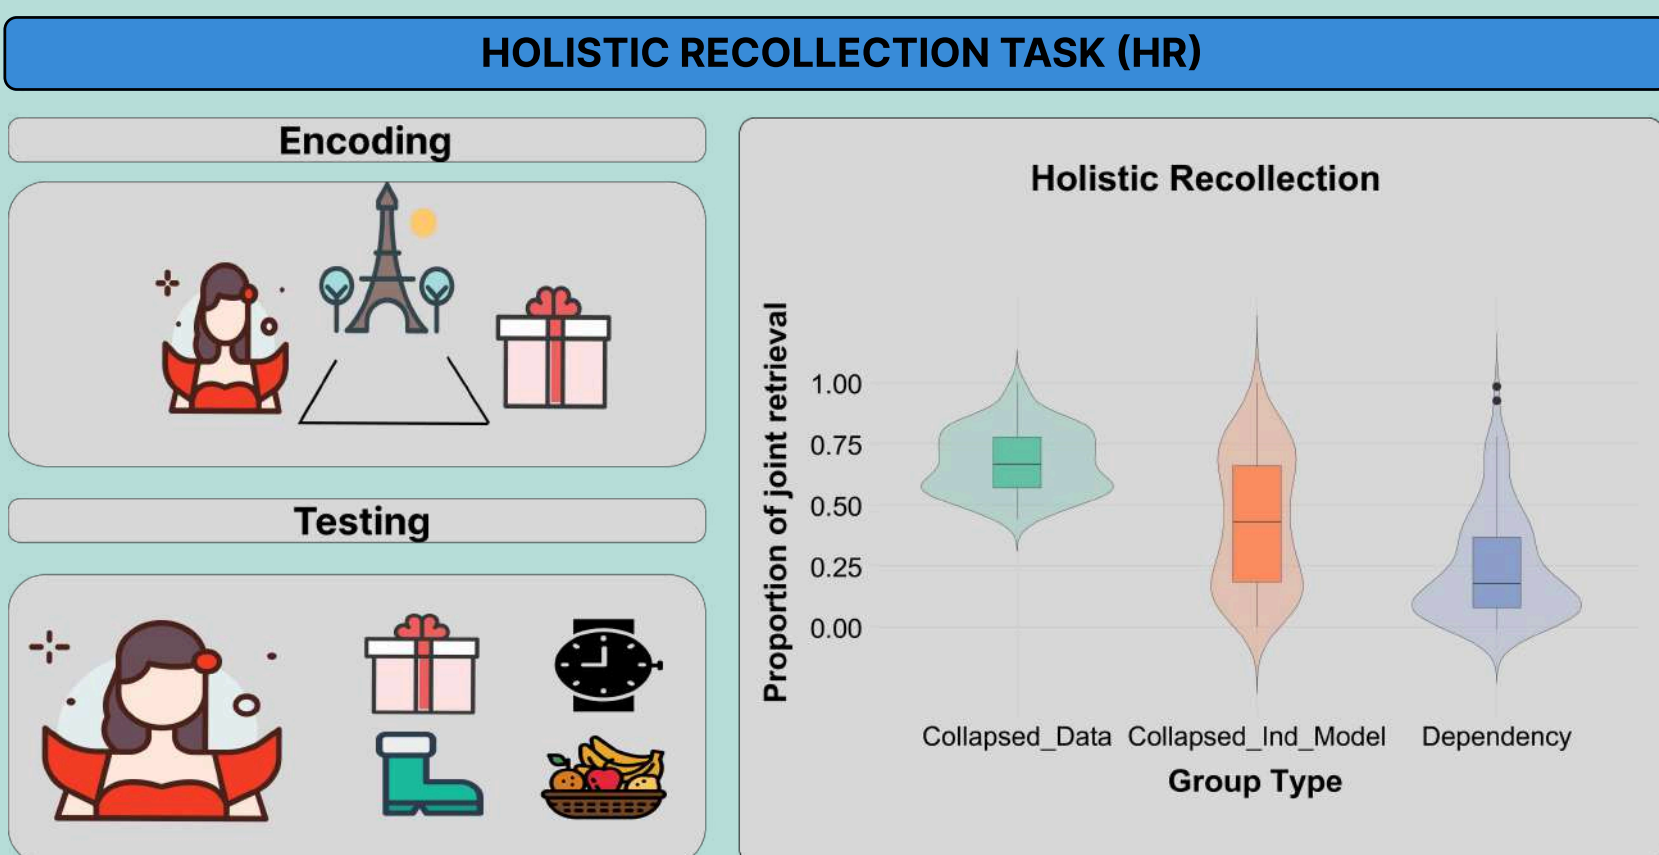 HOLISTIC RECOLLECTION TASK (HR)
Encoding
Testing
Holistic Recollection
Proportion of joint retrieval
1.00
0.75
0.50
0.25
0.00
Collapsed_Data Collapsed_Ind_Model Dependency
Group Type